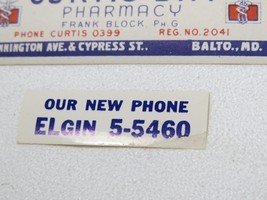 PHARMACY
FRANK BLOCK, PH.G
PHONE CURTIS 0399 REG. NO. 2041
NNINGTON AVE. & CYPRESS ST., BALTO., MD.
OUR NEW PHONE
ELGIN 5-5460